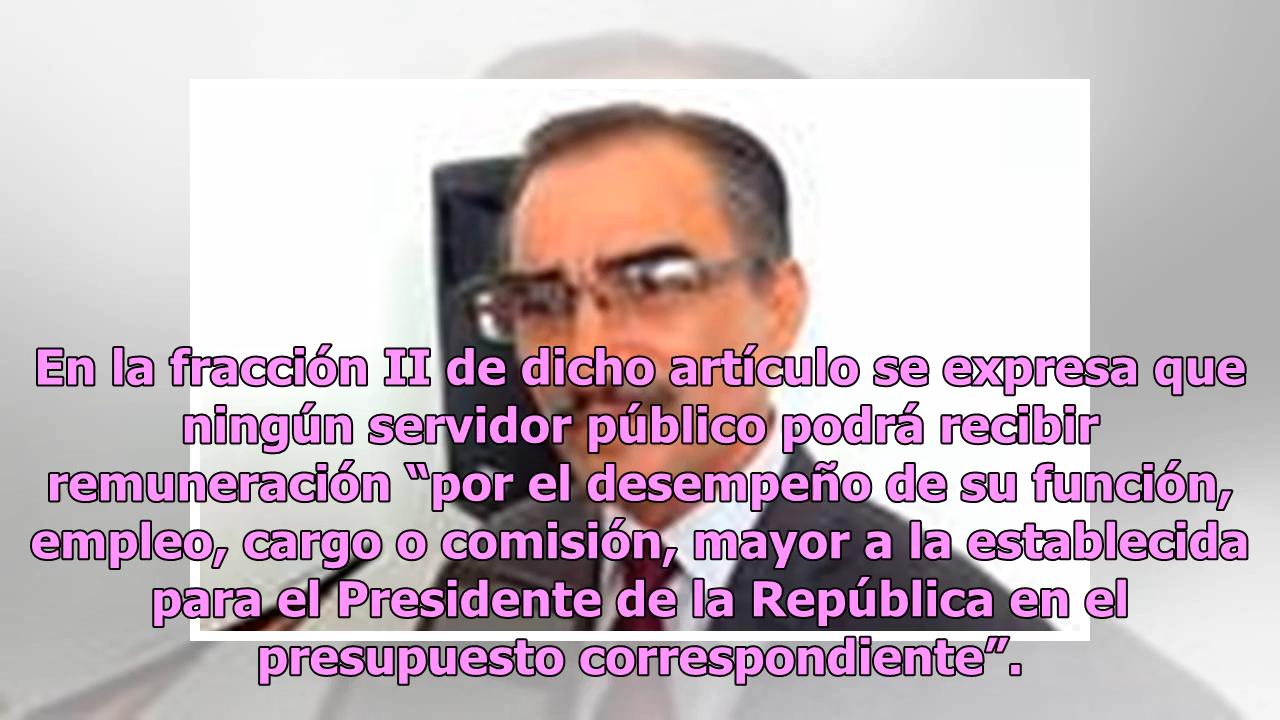 En la fracción II de dicho artículo se expresa que
ningún servidor público podrá recibir
remuneración “por el desempeño de su función,
empleo, cargo o comisión, mayor a la establecida
para el Presidente de la República en el
presupuesto correspondiente”.